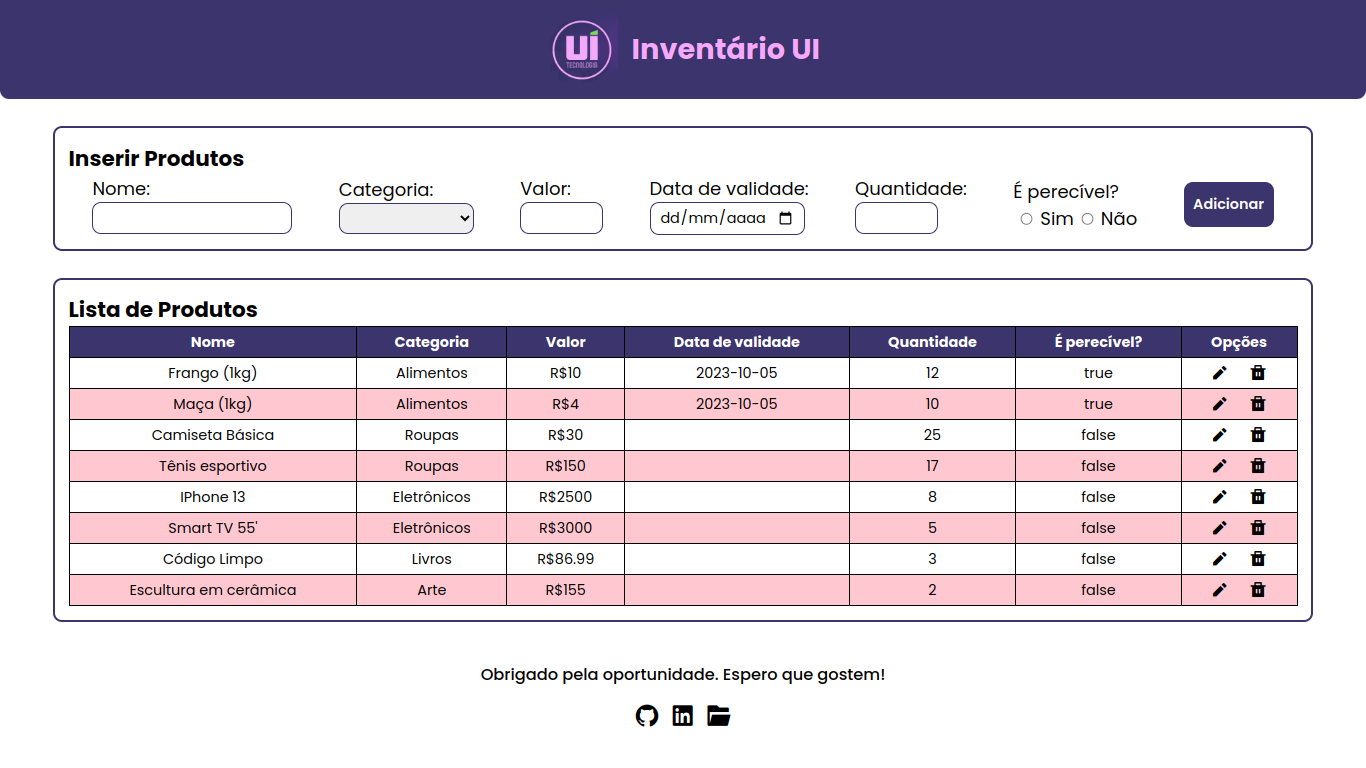 uí
TECNOLOGIA
Inventário UI
Inserir Produtos
Nome: Categoria: Valor: Data de validade: Quantidade: É perecível?
dd/mm/aaaa Sim Não Adicionar
Lista de Produtos
Nome Categoria Valor Data de validade Quantidade É perecível? Opções
Frango (1kg) Alimentos R$10 2023-10-05 12 true
Maça (1kg) Alimentos R$4 2023-10-05 10 true
Camiseta Básica Roupas R$30 25 false
Tênis esportivo Roupas R$150 17 false
IPhone 13 Eletrônicos R$2500 8 false
Smart TV 55' Eletrônicos R$3000 5 false
Código Limpo Livros R$86.99 3 false
Escultura em cerâmica Arte R$155 2 false
Obrigado pela oportunidade. Espero que gostem!
in